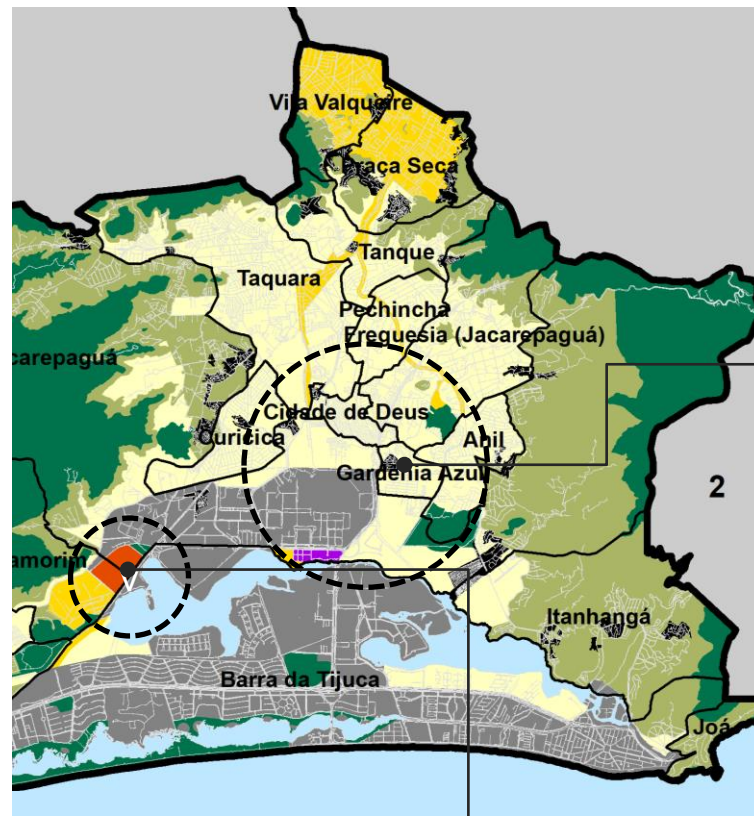 Vila Valqueire
Praça Seca
Tanque
Taquara
Pechincha
Freguesia (Jacarepaguá)
carepaguá
Cidade de Deus
Curicica
Anil
Gardênia Azul
2
amorim
Itanhangá
Barra da Tijuca
Joá